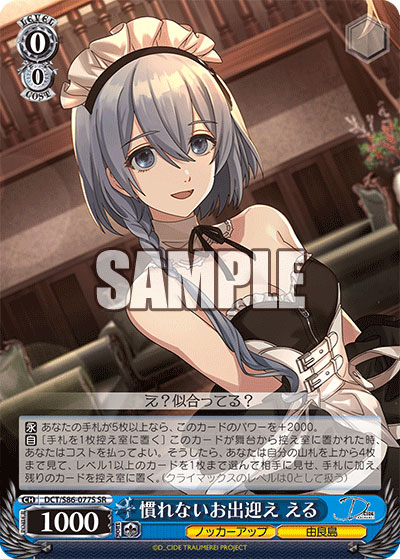 LEVEL
0
0
COST
SAMPLE
え？似合ってる？
永 あなたの手札が5枚以上なら、このカードのパワーを＋2000。
自［手札を1枚控え室に置く］このカードが舞台から控え室に置かれた時、
あなたはコストを払ってよい。そうしたら、あなたは自分の山札を上から4枚
まで見て、レベル1以上のカードを1枚まで選んで相手に見せ、手札に加え、
残りのカードを控え室に置く。（クライマックスのレベルは0として扱う）
CH DCT/S86-077S SR
POWER
1000
慣れないお出迎え える
ノッカーアップ
由良島
©D_CIDE TRAUMEREI PROJECT